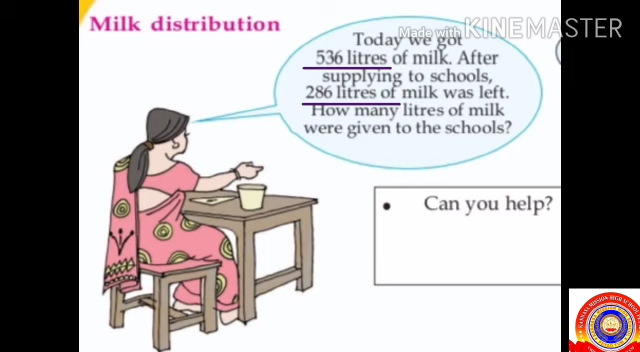 Milk distribution
Made with KINEMASTER
Today we got
536 litres of milk. After
supplying to schools,
286 litres of milk was left.
How many litres of milk
were given to the schools?
• Can you help?